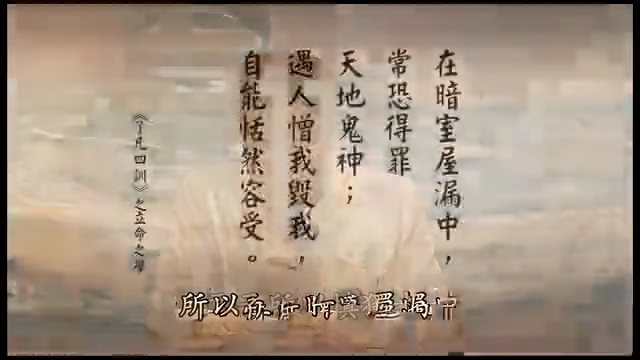 在暗室屋漏中，
常恐得罪
天地鬼神；
遇人憎我毀我，
自能恬然容受。
《了凡四訓》之立命之學
所以